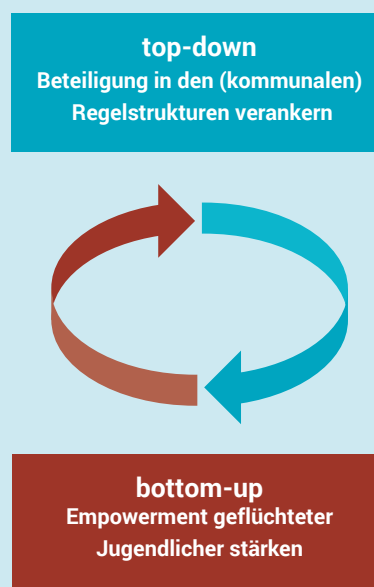 top-down
Beteiligung in den (kommunalen)
Regelstrukturen verankern
bottom-up
Empowerment geflüchteter
Jugendlicher stärken